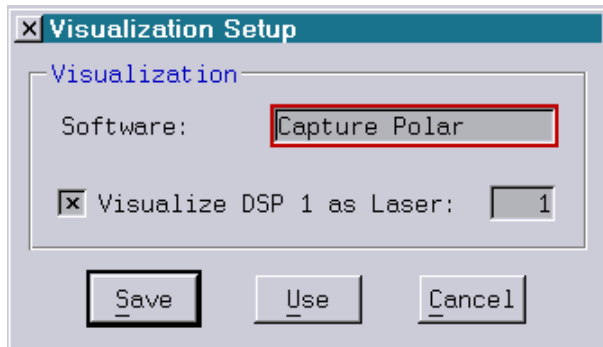 Visualization Setup
Visualization
Software: Capture Polar
Visualize DSP 1 as Laser: 1
Save Use Cancel